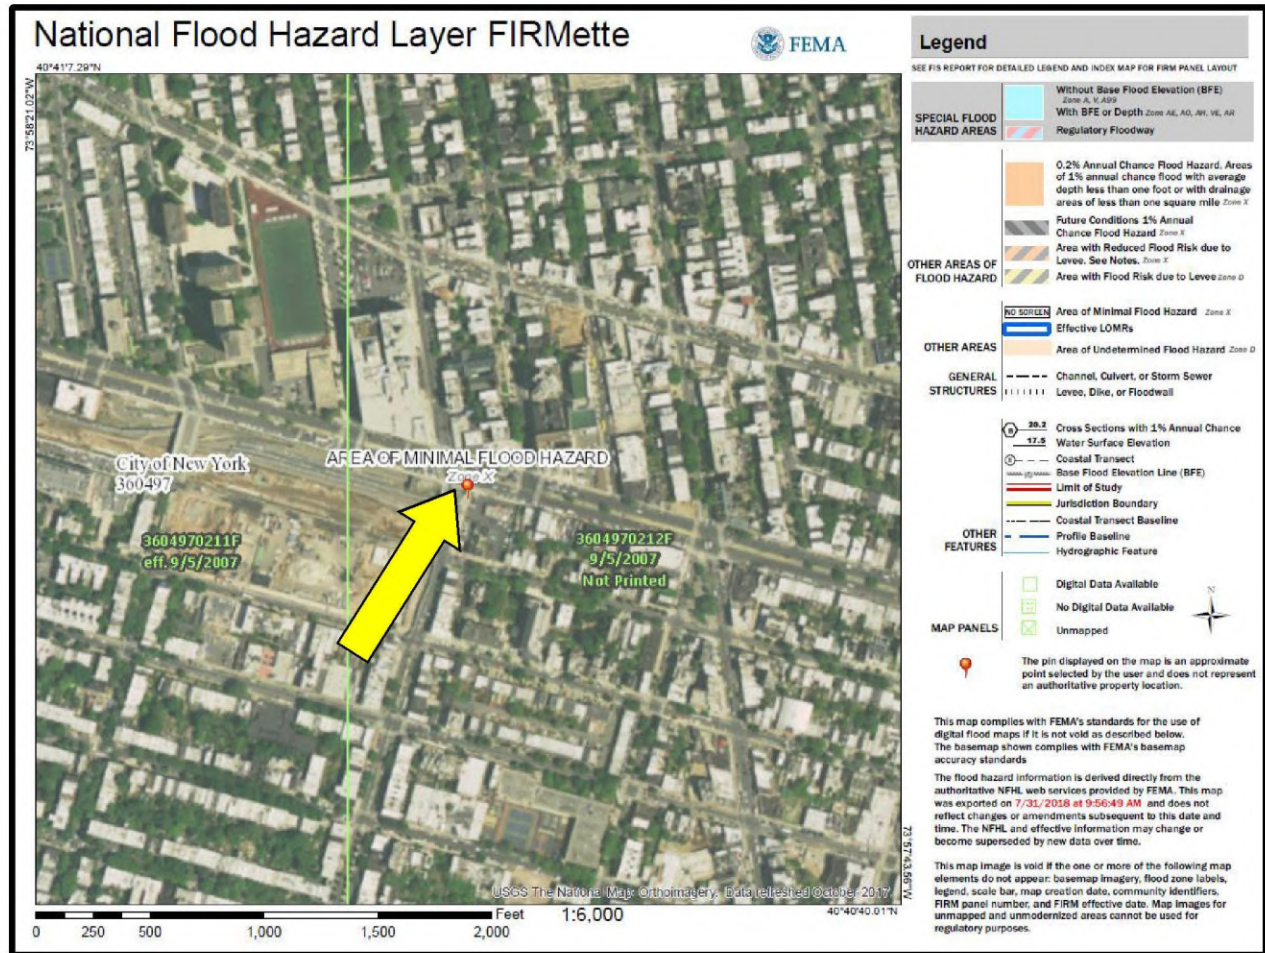 National Flood Hazard Layer FIRMette
FEMA
40°41'7.29"N
73°58'21.02"W
City of New York
360497
AREA OF MINIMAL FLOOD HAZARD
Zone X
3604970211F
eff. 9/5/2007
3604970212F
9/5/2007
Not Printed
USGS The National Map: Orthoimagery. Data refreshed October 2017.
73°57'43.56"W
40°40'40.01"N
Feet
1:6,000
0 250 500 1,000 1,500 2,000
Legend
SEE FIS REPORT FOR DETAILED LEGEND AND INDEX MAP FOR FIRM PANEL LAYOUT
SPECIAL FLOOD
HAZARD AREAS
Without Base Flood Elevation (BFE)
Zone A, V, A99
With BFE or Depth Zone AE, AO, AH, VE, AR
Regulatory Floodway
0.2% Annual Chance Flood Hazard, Areas
of 1% annual chance flood with average
depth less than one foot or with drainage
areas of less than one square mile Zone X
Future Conditions 1% Annual
Chance Flood Hazard Zone X
Area with Reduced Flood Risk due to
Levee. See Notes. Zone X
Area with Flood Risk due to Levee Zone D
OTHER AREAS OF
FLOOD HAZARD
NO SCREEN Area of Minimal Flood Hazard Zone X
Effective LOMRs
OTHER AREAS
Area of Undetermined Flood Hazard Zone D
GENERAL
STRUCTURES
Channel, Culvert, or Storm Sewer
Levee, Dike, or Floodwall
B 20.2 Cross Sections with 1% Annual Chance
17.5 Water Surface Elevation
Coastal Transect
Base Flood Elevation Line (BFE)
Limit of Study
Jurisdiction Boundary
Coastal Transect Baseline
OTHER
FEATURES
Profile Baseline
Hydrographic Feature
Digital Data Available
No Digital Data Available
MAP PANELS
Unmapped
N
The pin displayed on the map is an approximate
point selected by the user and does not represent
an authoritative property location.
This map complies with FEMA's standards for the use of
digital flood maps if it is not void as described below.
The basemap shown complies with FEMA's basemap
accuracy standards
The flood hazard information is derived directly from the
authoritative NFHL web services provided by FEMA. This map
was exported on 7/31/2018 at 9:56:49 AM and does not
reflect changes or amendments subsequent to this date and
time. The NFHL and effective information may change or
become superseded by new data over time.
This map image is void if the one or more of the following map
elements do not appear: basemap imagery, flood zone labels,
legend, scale bar, map creation date, community identifiers,
FIRM panel number, and FIRM effective date. Map images for
unmapped and unmodernized areas cannot be used for
regulatory purposes.